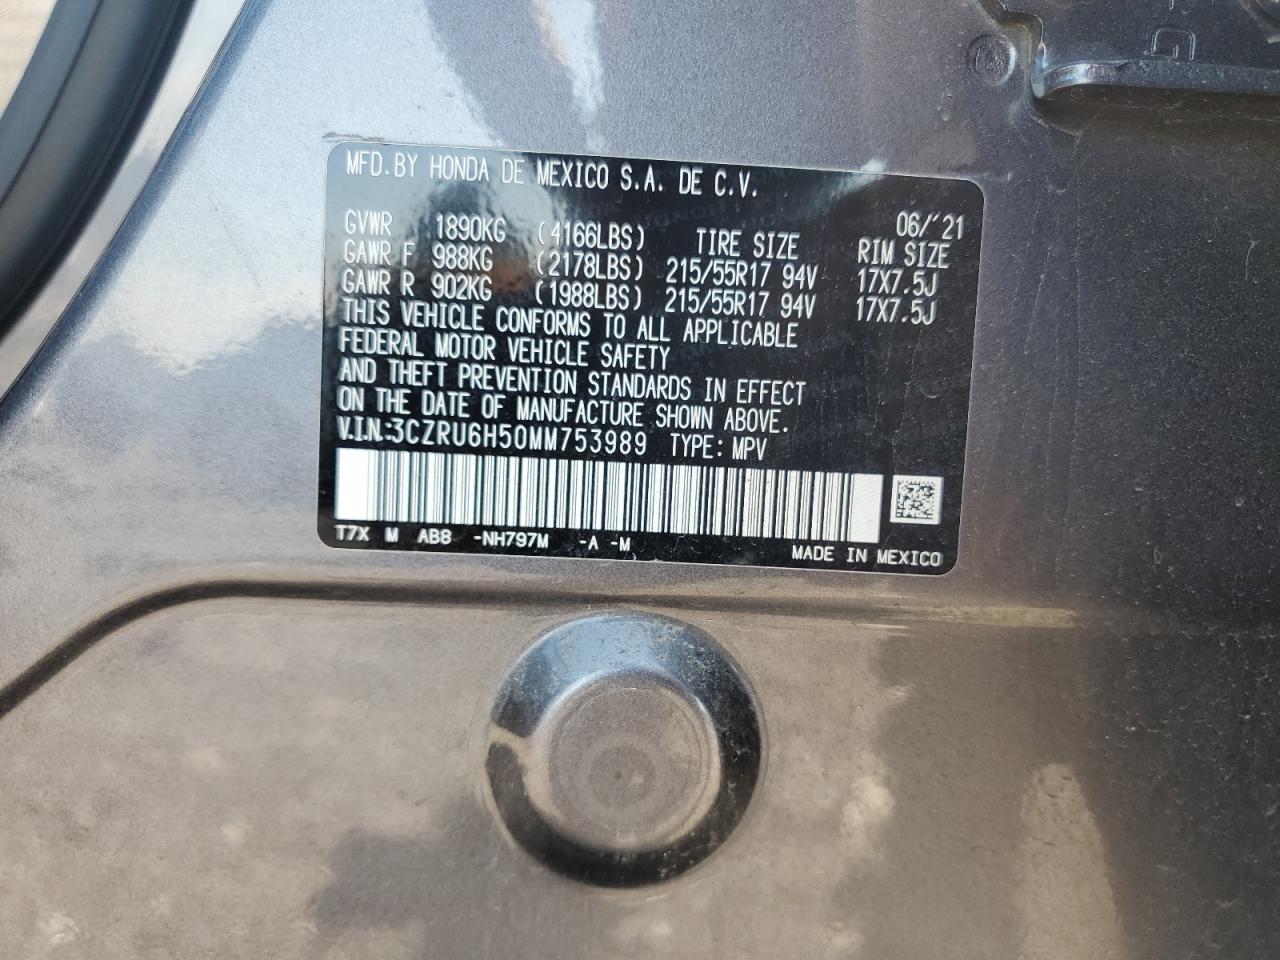 MFD.BY HONDA DE MEXICO S.A. DE C.V.
06/'21
GVWR 1890KG (4166LBS) TIRE SIZE RIM SIZE
GAWR F 988KG (2178LBS) 215/55R17 94V 17X7.5J
GAWR R 902KG (1988LBS) 215/55R17 94V 17X7.5J
THIS VEHICLE CONFORMS TO ALL APPLICABLE
FEDERAL MOTOR VEHICLE SAFETY
AND THEFT PREVENTION STANDARDS IN EFFECT
ON THE DATE OF MANUFACTURE SHOWN ABOVE.
V.I.N:3CZRU6H50MM753989 TYPE: MPV
T7X M AB8 -NH797M -A -M MADE IN MEXICO